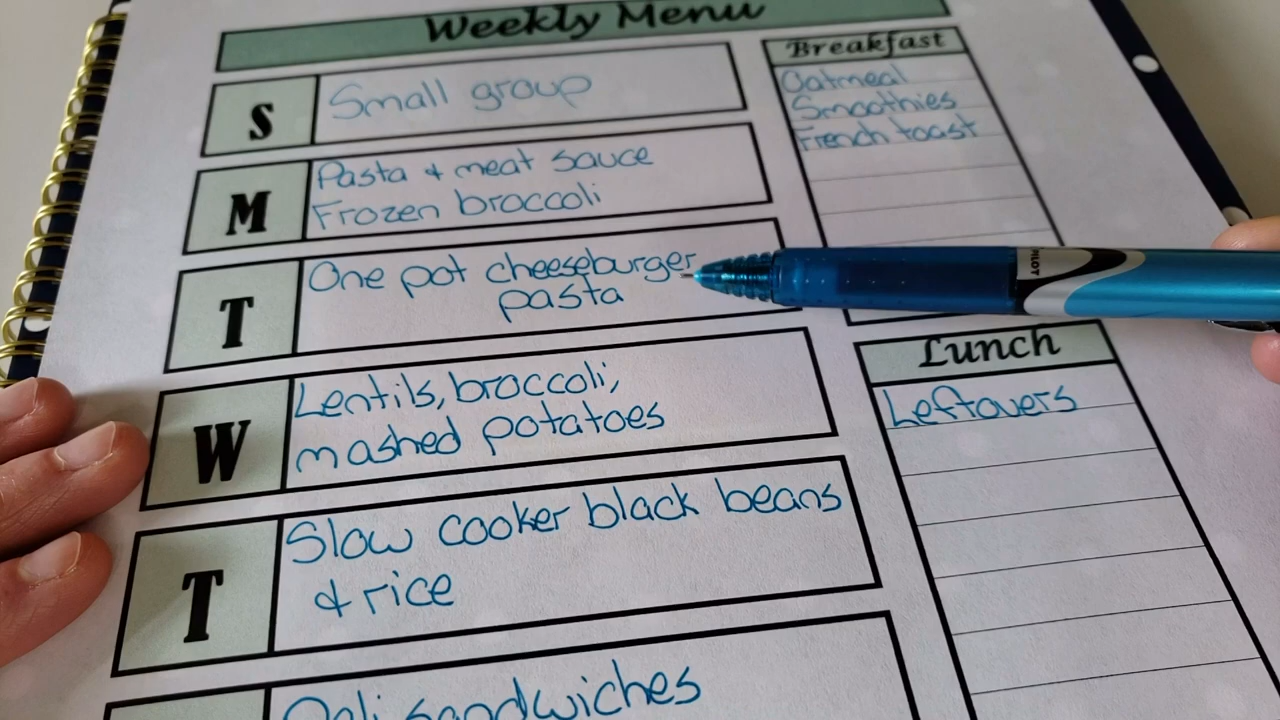 Weekly Menu
S
Small group
M
Pasta & meat sauce
Frozen broccoli
T
One pot cheeseburger
pasta
W
Lentils, broccoli,
mashed potatoes
T
Slow cooker black beans
& rice
Deli sandwiches
Breakfast
Oatmeal
Smoothies
French toast
Lunch
Leftovers
PILOT